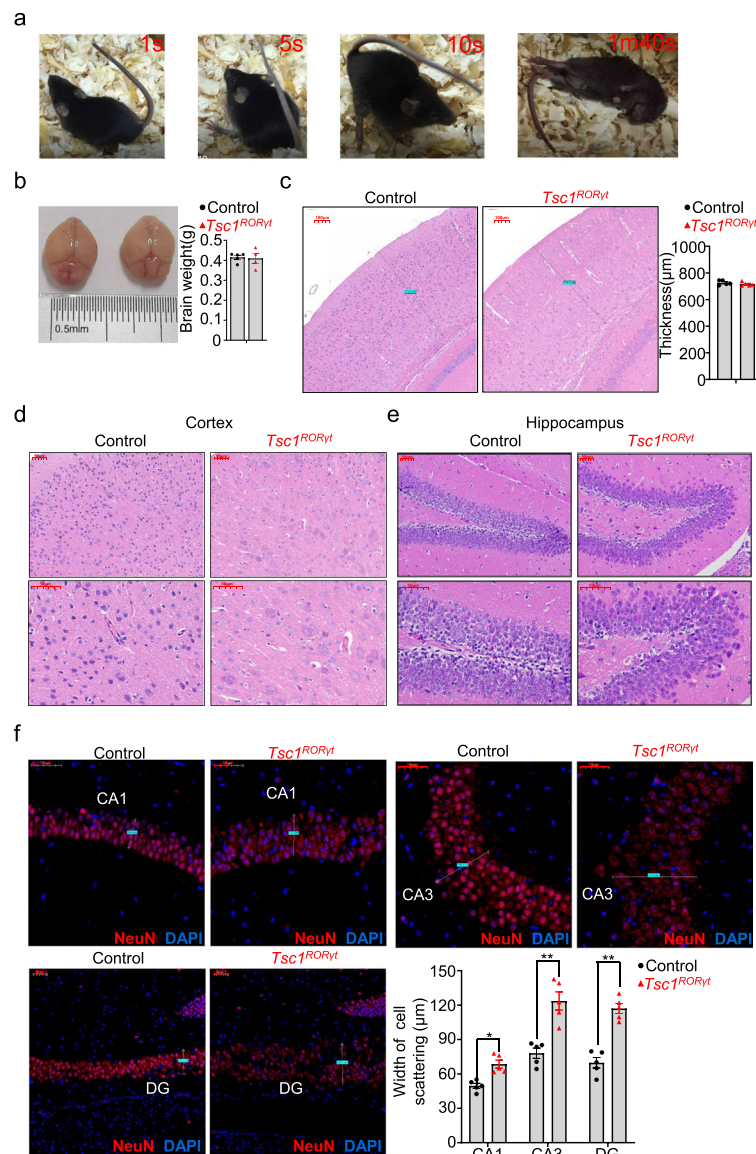 a
1s
5s
10s
1m40s
b
Control
Tsc1RORγt
Brain weight(g)
0.5
0.4
0.3
0.2
0.1
0
0.5mm
c
Control
Tsc1RORγt
100μm
100μm
Control
Tsc1RORγt
Thickness(μm)
1000
800
600
400
200
0
d
Cortex
Control
Tsc1RORγt
e
Hippocampus
Control
Tsc1RORγt
f
Control
Tsc1RORγt
CA1
CA1
NeuN DAPI
NeuN DAPI
Control
Tsc1RORγt
CA3
CA3
NeuN DAPI
NeuN DAPI
Control
Tsc1RORγt
DG
DG
NeuN DAPI
NeuN DAPI
Control
Tsc1RORγt
Width of cell
scattering (μm)
150
120
90
60
30
0
*
**
**
CA1
CA3
DG